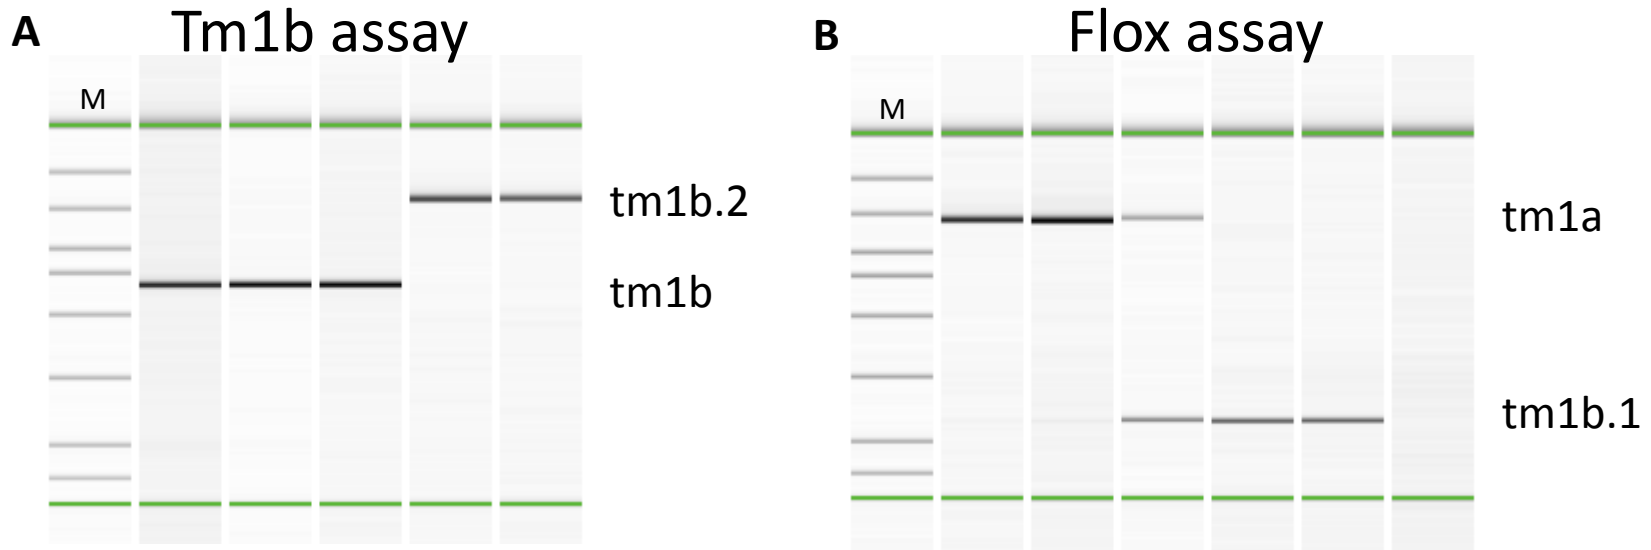 A
Tm1b assay
M
tm1b.2
tm1b
B
Flox assay
M
tm1a
tm1b.1